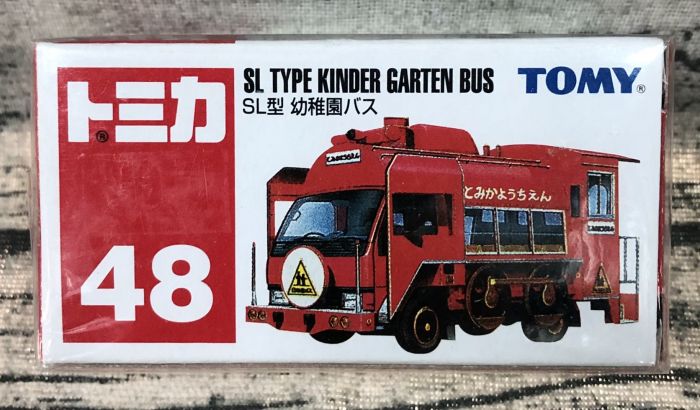 トミカ®
48
SL TYPE KINDER GARTEN BUS
SL型 幼稚園バス
TOMY®
とみかようちえん